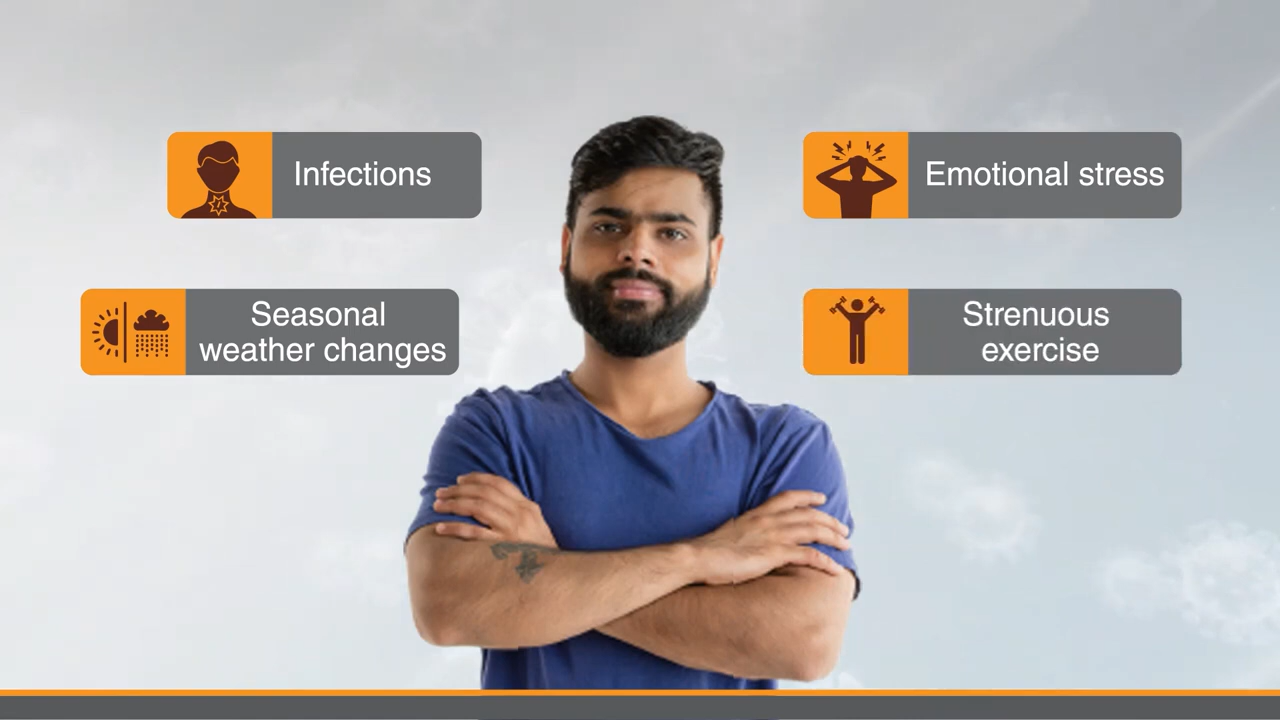 Infections
Emotional stress
Seasonal
weather changes
Strenuous
exercise